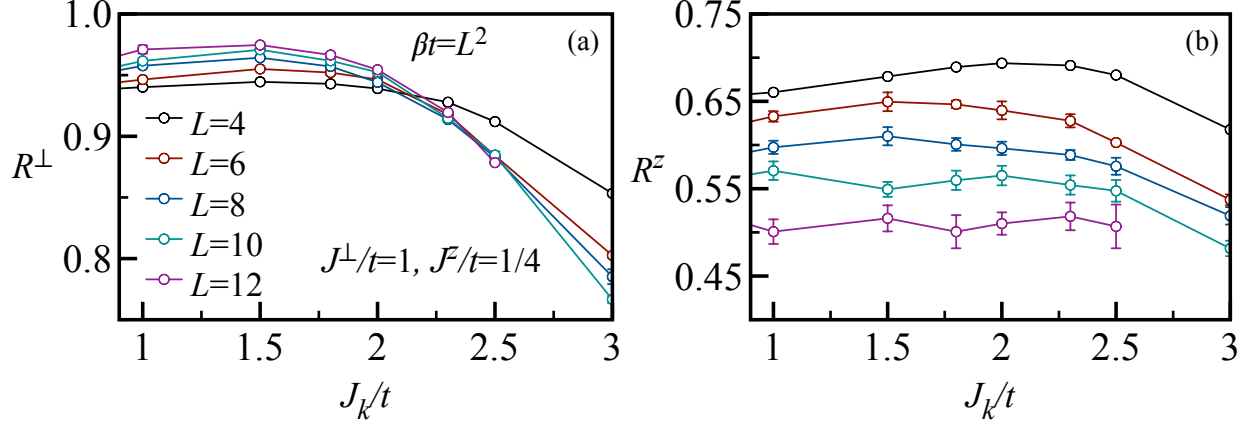 1.0
0.9
0.8
R⊥
βt=L²
(a)
L=4
L=6
L=8
L=10
L=12
J⊥/t=1, Jᶻ/t=1/4
1 1.5 2 2.5 3
J_k/t
(b)
0.75
0.65
0.55
0.45
Rᶻ
1 1.5 2 2.5 3
J_k/t